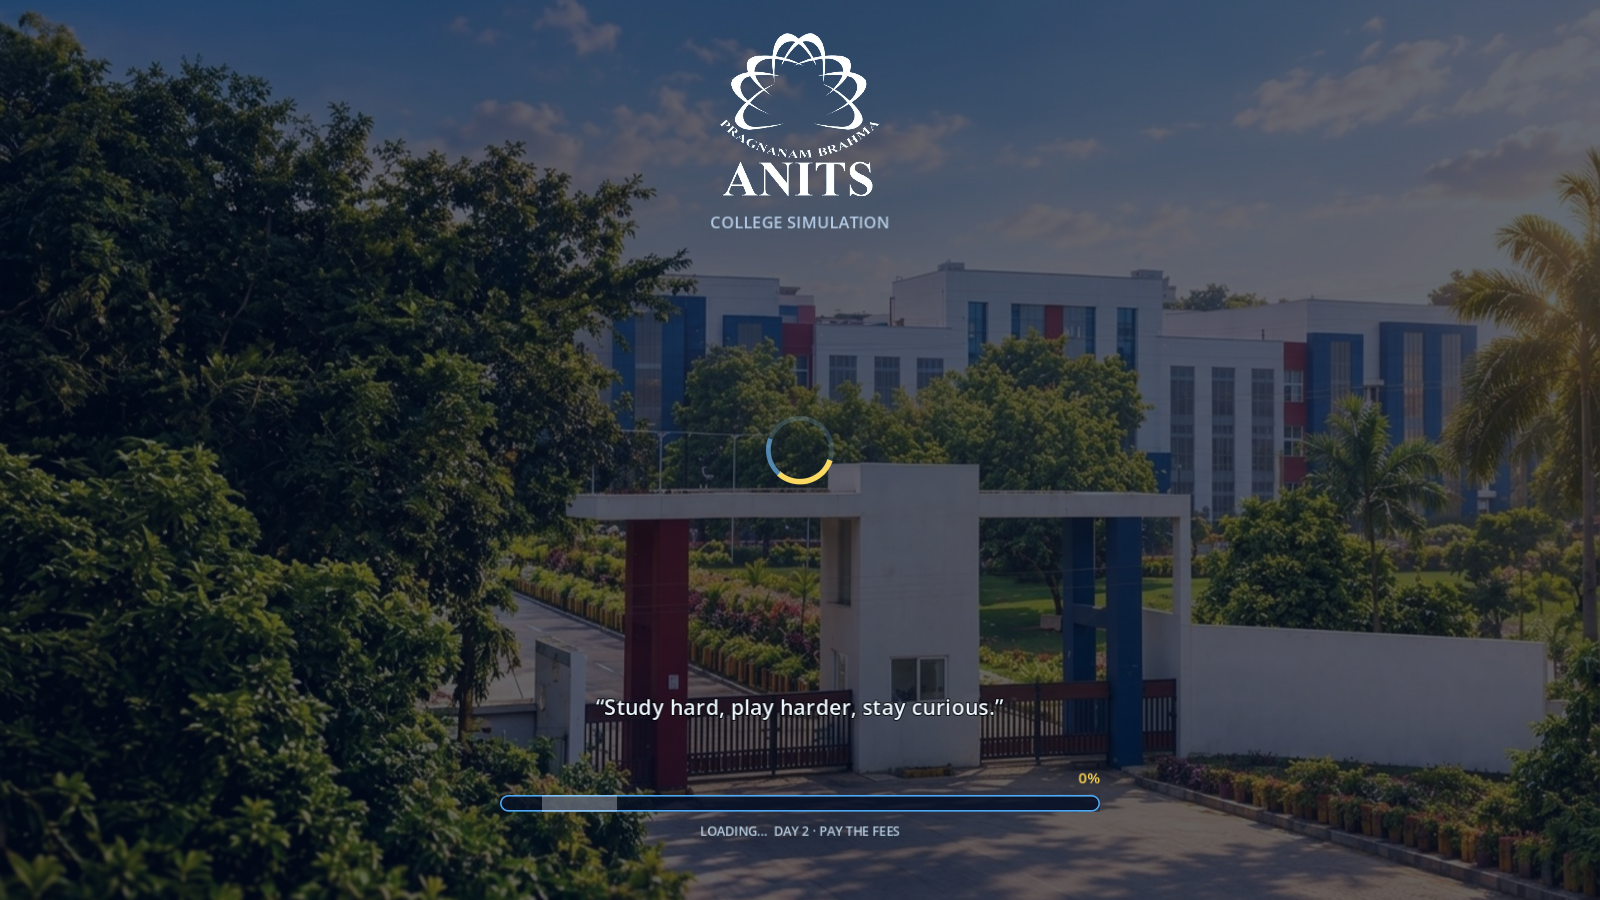 PRAGNANAM BRAHMA
ANITS
COLLEGE SIMULATION
“Study hard, play harder, stay curious.”
0%
LOADING... DAY 2 · PAY THE FEES